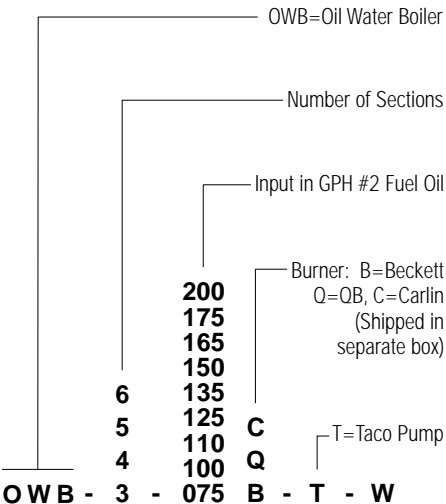 OWB=Oil Water Boiler
Number of Sections
Input in GPH #2 Fuel Oil
Burner: B=Beckett
Q=QB, C=Carlin
(Shipped in
separate box)
200
175
165
150
135
125
110
100
6
5
4
C
Q
T=Taco Pump
OWB - 3 - 075 B - T - W